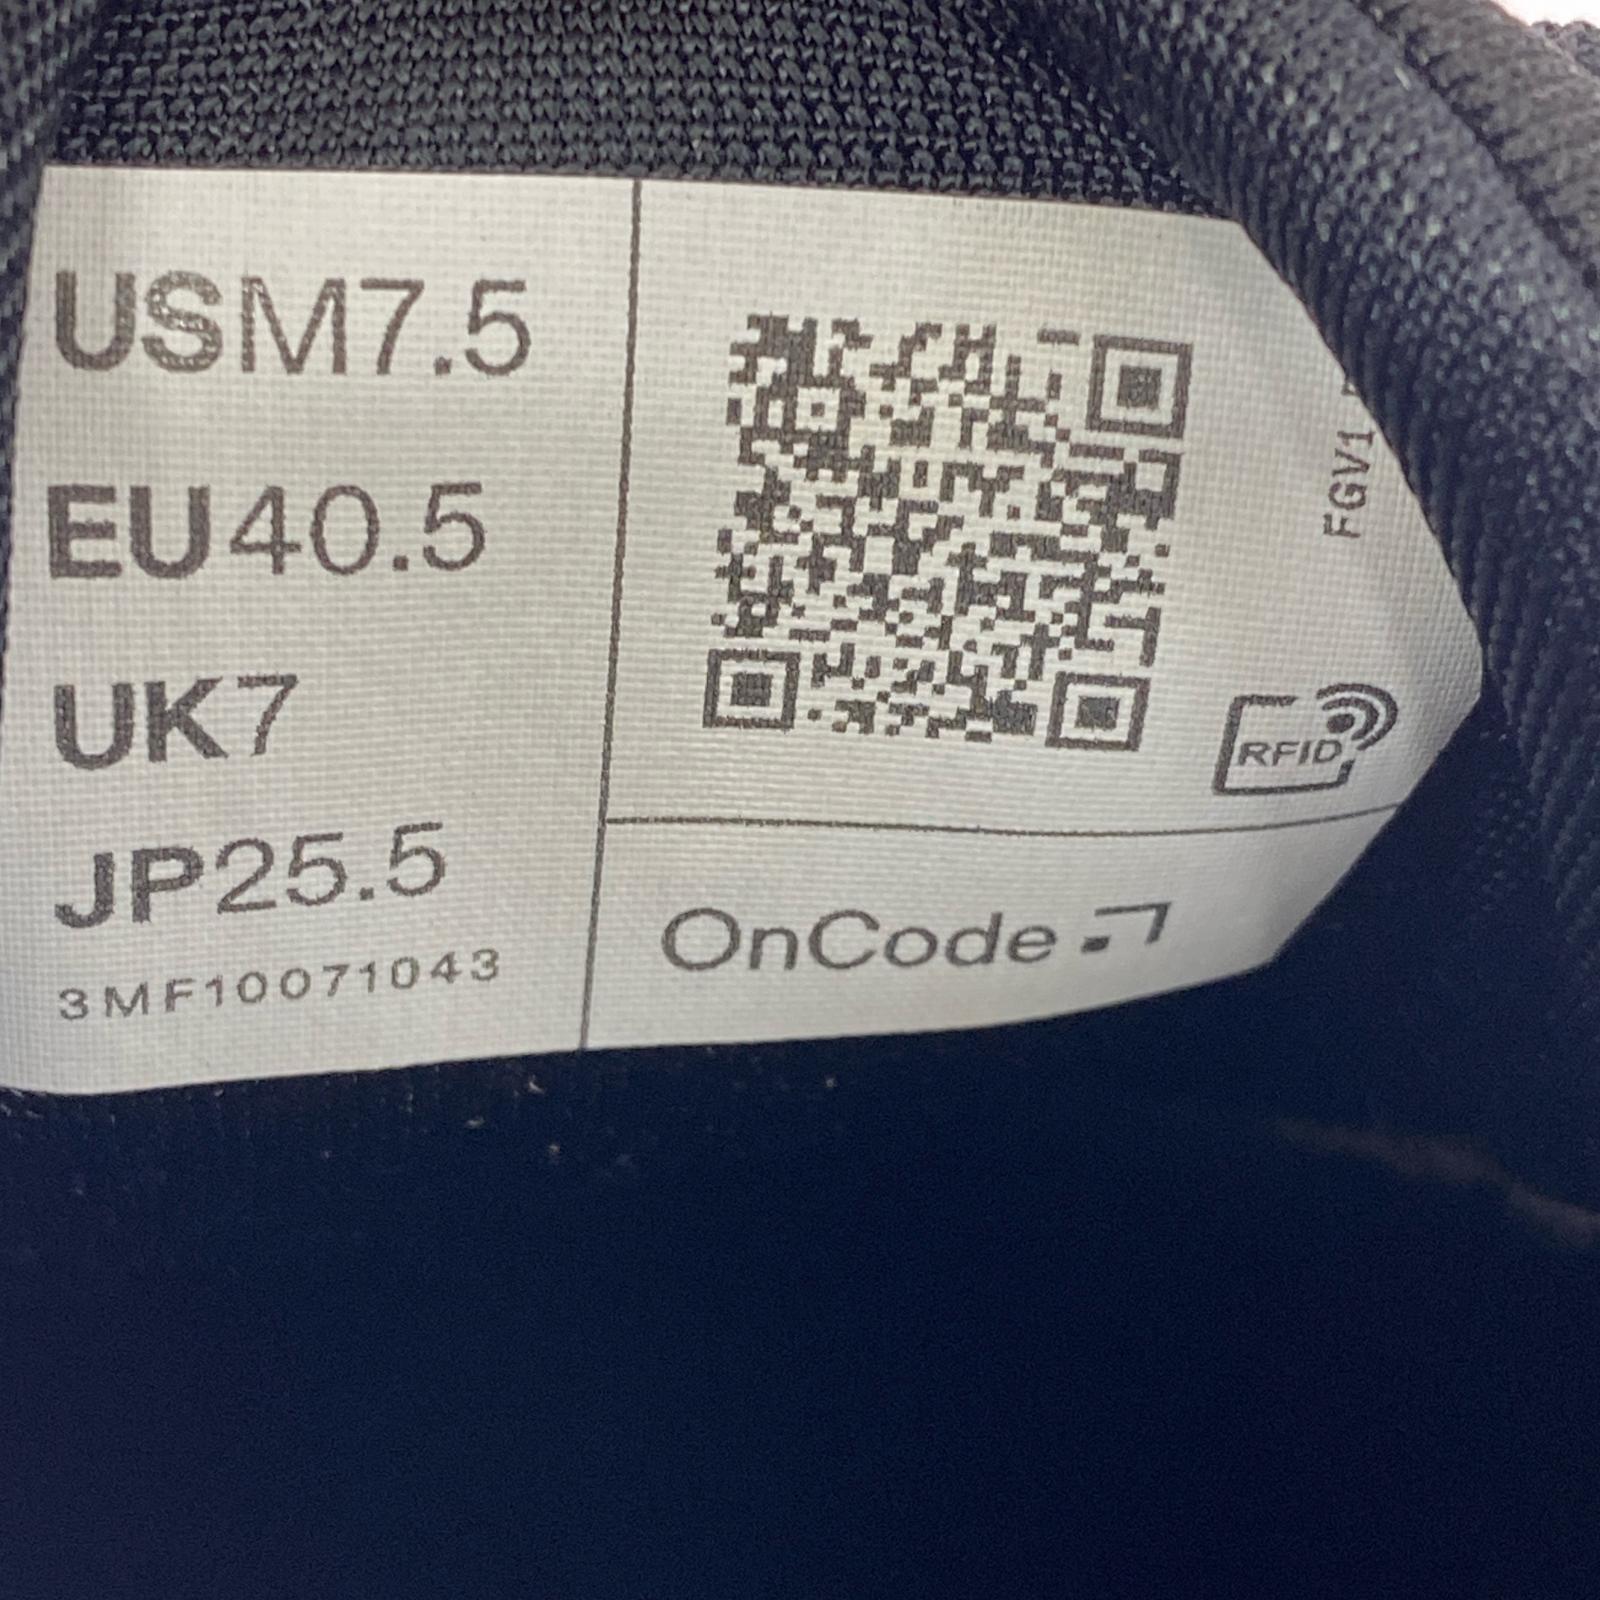 USM7.5
EU40.5
UK7
JP25.5
3MF10071043
FGV1
RFID
OnCode